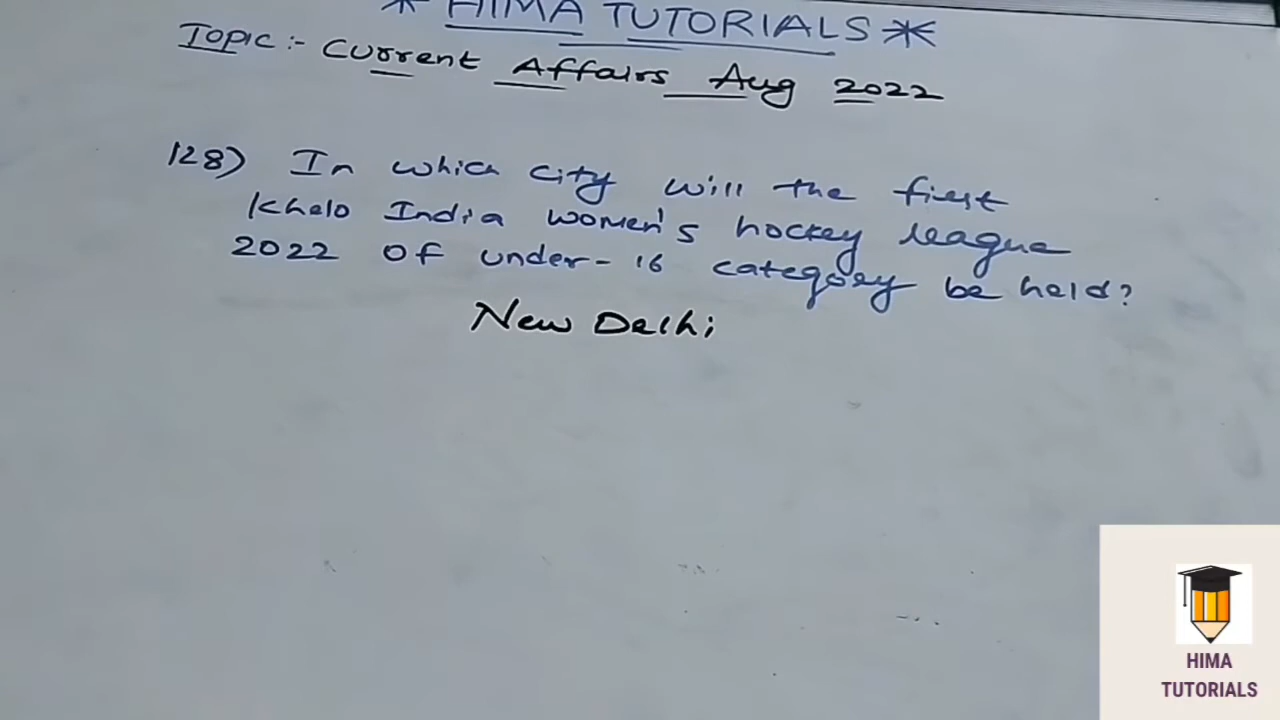 * HIMA TUTORIALS *
Topic:- Current Affairs Aug 2022
128) In which city will the first
Khelo India women's hockey league
2022 of under-16 category be held?
New Delhi
HIMA
TUTORIALS